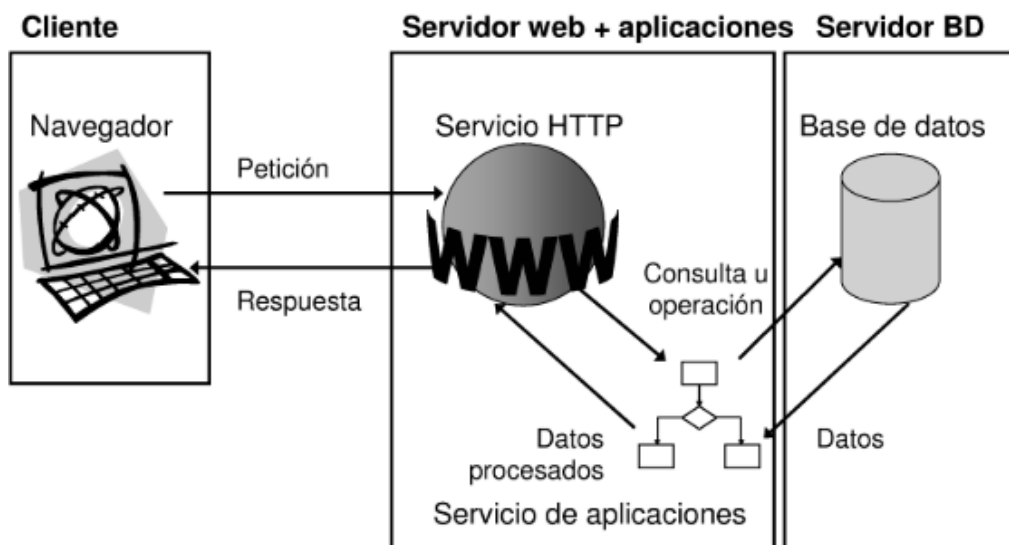 Cliente
Servidor web + aplicaciones
Servidor BD
Navegador
Servicio HTTP
Base de datos
Petición
WWW
Respuesta
Consulta u
operación
Datos
procesados
Datos
Servicio de aplicaciones